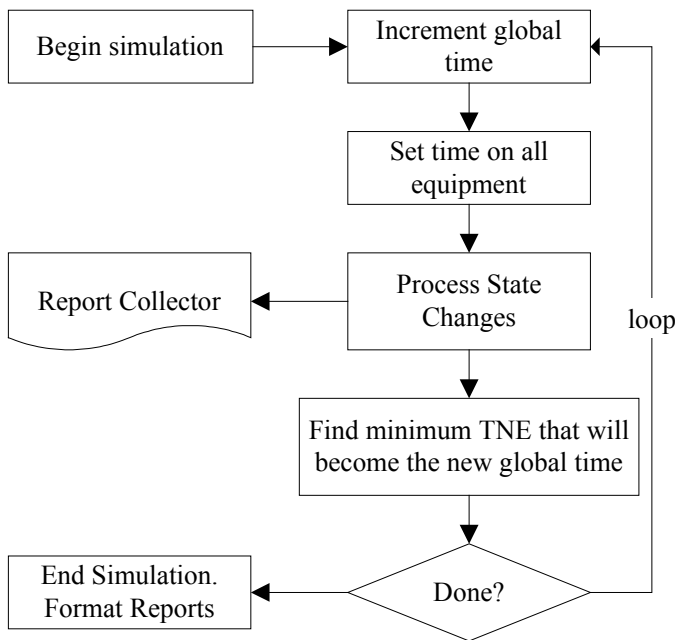 Begin simulation
Increment global
time
Set time on all
equipment
Report Collector
Process State
Changes
loop
Find minimum TNE that will
become the new global time
End Simulation.
Format Reports
Done?